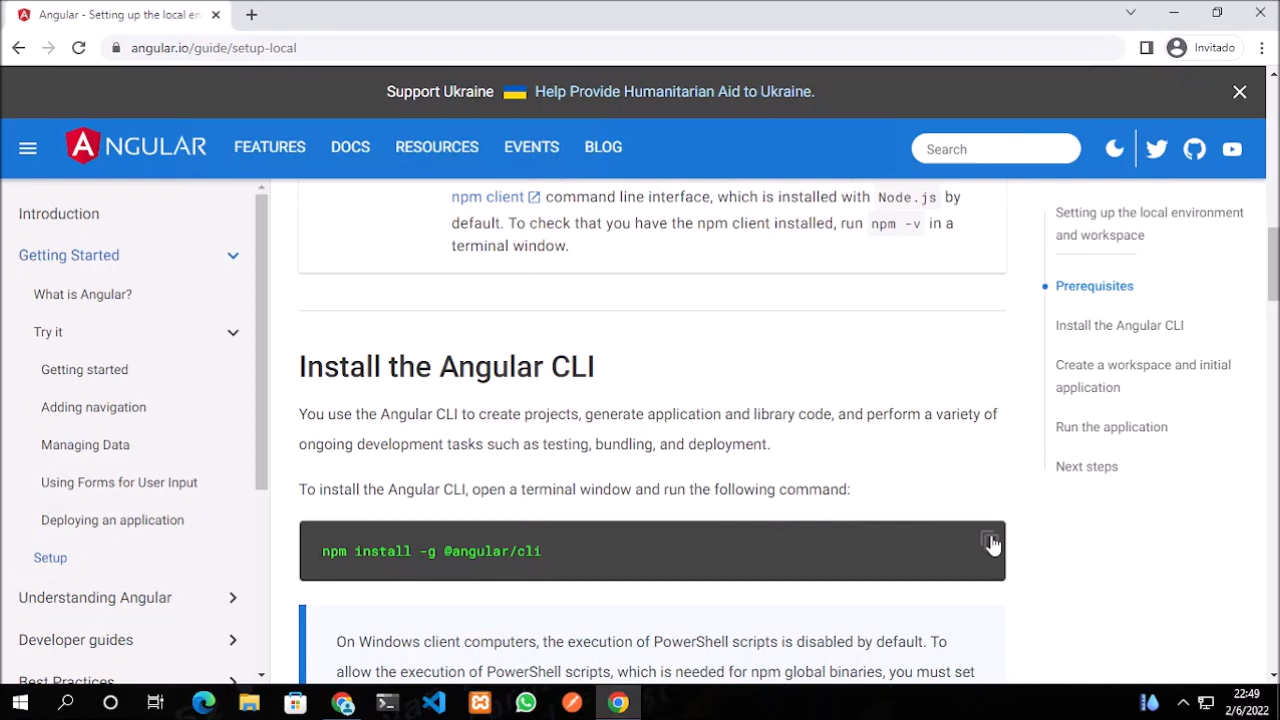 Angular - Setting up the local en
angular.io/guide/setup-local
Invitado
Support Ukraine Help Provide Humanitarian Aid to Ukraine.
ANGULAR FEATURES DOCS RESOURCES EVENTS BLOG Search
Introduction
Getting Started
What is Angular?
Try it
Getting started
Adding navigation
Managing Data
Using Forms for User Input
Deploying an application
Setup
Understanding Angular
Developer guides
Best Practices
npm client command line interface, which is installed with Node.js by
default. To check that you have the npm client installed, run npm -v in a
terminal window.
Install the Angular CLI
You use the Angular CLI to create projects, generate application and library code, and perform a variety of
ongoing development tasks such as testing, bundling, and deployment.
To install the Angular CLI, open a terminal window and run the following command:
npm install -g @angular/cli
On Windows client computers, the execution of PowerShell scripts is disabled by default. To
allow the execution of PowerShell scripts, which is needed for npm global binaries, you must set
Setting up the local environment
and workspace
Prerequisites
Install the Angular CLI
Create a workspace and initial
application
Run the application
Next steps
22:49
2/6/2022